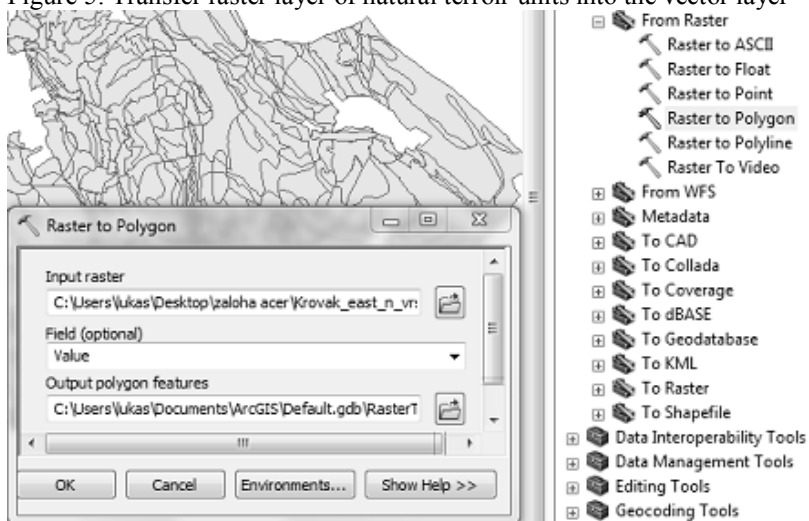 Figure 5. Transfer raster layer of natural terroir units into the vector layer
Raster to Polygon
Input raster
C:\Users\lukas\Desktop\zaloha acer\Krovak_east_n_vr
Field (optional)
Value
Output polygon features
C:\Users\lukas\Documents\ArcGIS\Default.gdb\RasterT
OK
Cancel
Environments...
Show Help >>
From Raster
Raster to ASCII
Raster to Float
Raster to Point
Raster to Polygon
Raster to Polyline
Raster To Video
From WFS
Metadata
To CAD
To Collada
To Coverage
To dBASE
To Geodatabase
To KML
To Raster
To Shapefile
Data Interoperability Tools
Data Management Tools
Editing Tools
Geocoding Tools